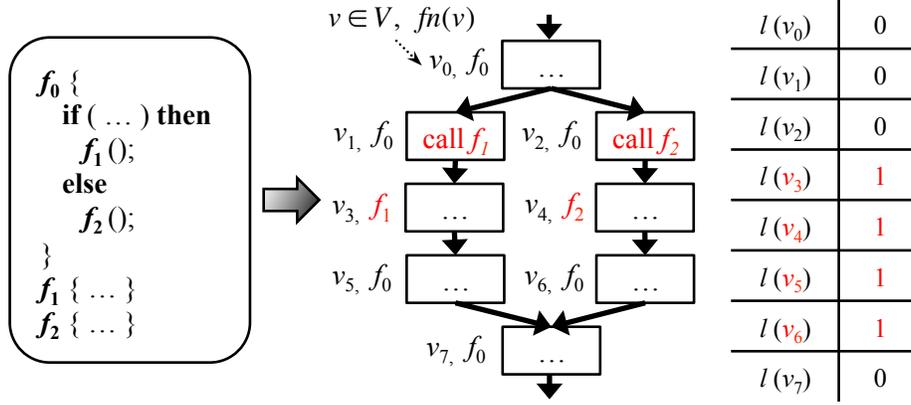 f₀ {
if ( … ) then
f₁ ();
else
f₂ ();
}
f₁ { … }
f₂ { … }
v ∈ V, fn(v)
v₀, f₀
…
v₁, f₀
call f₁
v₂, f₀
call f₂
v₃, f₁
…
v₄, f₂
…
v₅, f₀
…
v₆, f₀
…
v₇, f₀
…
l (v₀) 0
l (v₁) 0
l (v₂) 0
l (v₃) 1
l (v₄) 1
l (v₅) 1
l (v₆) 1
l (v₇) 0